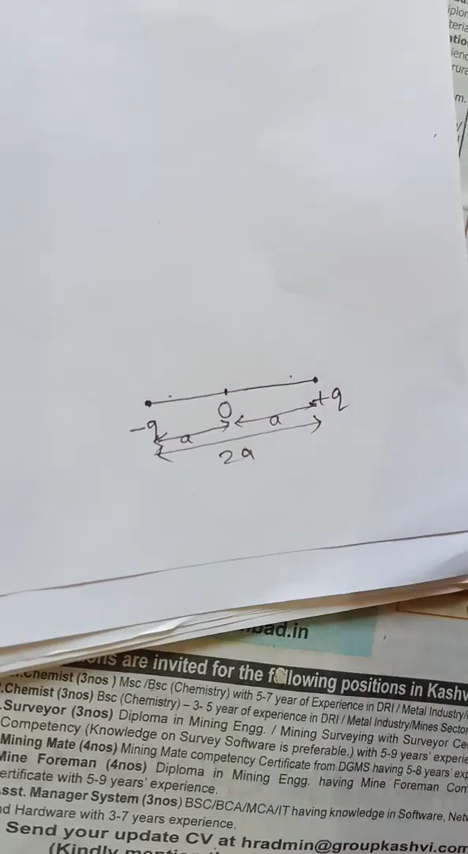 -q O +q
a a
2a
bad.in
are invited for the following positions in Kashv
Chemist (3nos) Msc /Bsc (Chemistry) with 5-7 year of Experience in DRI / Metal Industry/
.Chemist (3nos) Bsc (Chemistry) – 3- 5 year of experience in DRI / Metal Industry/Mines Sector
.Surveyor (3nos) Diploma in Mining Engg. / Mining Surveying with Surveyor Ce
Competency (Knowledge on Survey Software is preferable.) with 5-9 years' experie
Mining Mate (4nos) Mining Mate competency Certificate from DGMS having 5-8 years' exp
Mine Foreman (4nos) Diploma in Mining Engg. having Mine Foreman Com
ertificate with 5-9 years' experience.
sst. Manager System (3nos) BSC/BCA/MCA/IT having knowledge in Software, Netw
nd Hardware with 3-7 years experience.
Send your update CV at hradmin@groupkashvi.com
(Kindly mention